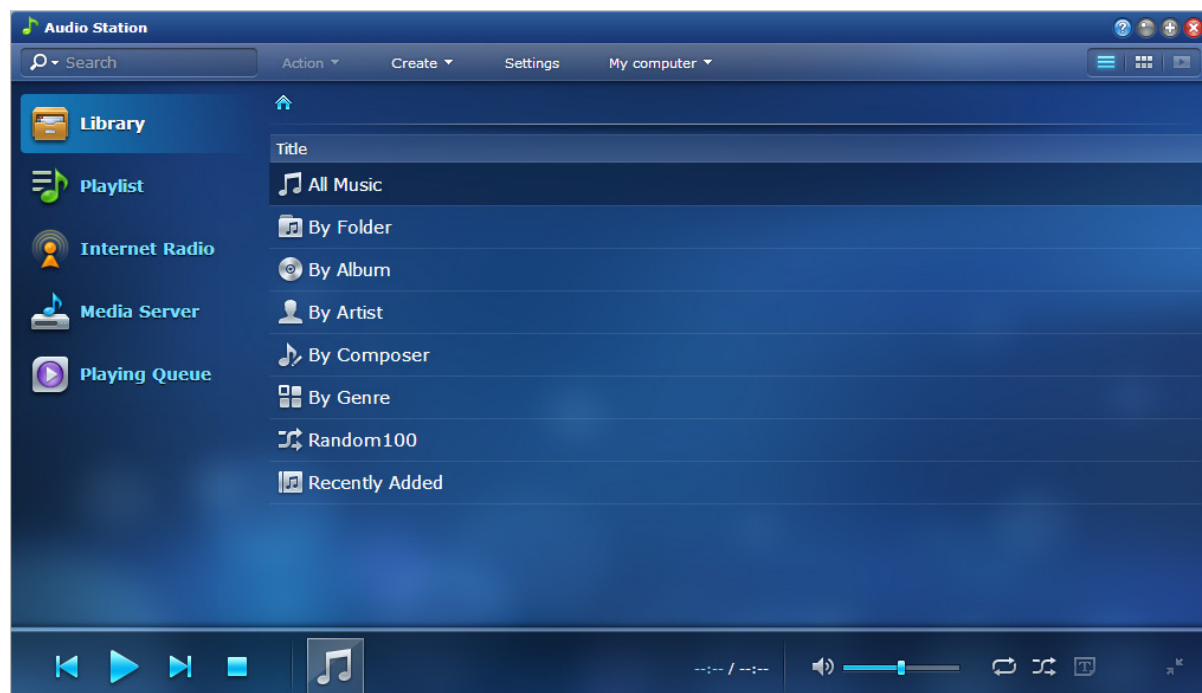 Audio Station
Search
Action Create Settings My computer
Library
Playlist
Internet Radio
Media Server
Playing Queue
Title
All Music
By Folder
By Album
By Artist
By Composer
By Genre
Random100
Recently Added
--:-- / --:--